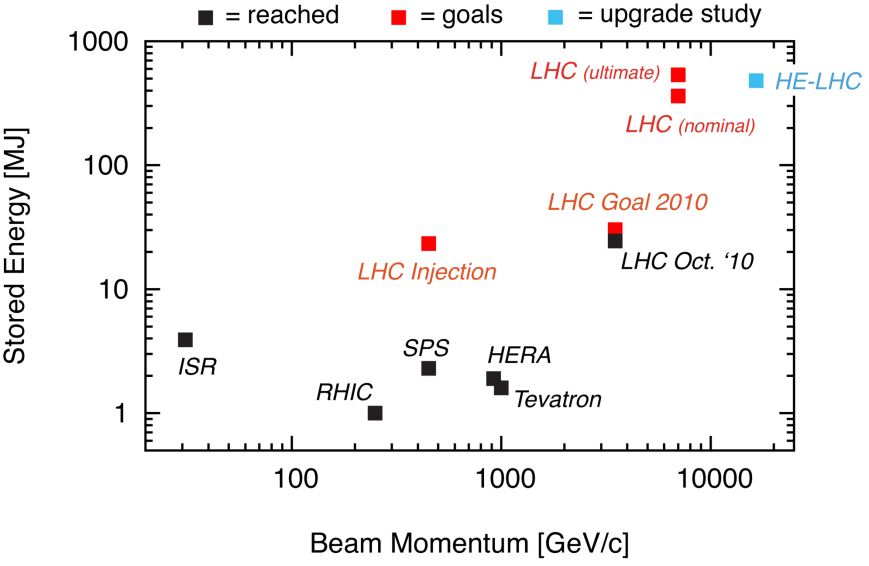 = reached = goals = upgrade study
1000
LHC (ultimate)
HE-LHC
LHC (nominal)
100
LHC Goal 2010
LHC Oct. ‘10
LHC Injection
10
SPS
HERA
ISR
RHIC
Tevatron
1
100 1000 10000
Stored Energy [MJ]
Beam Momentum [GeV/c]